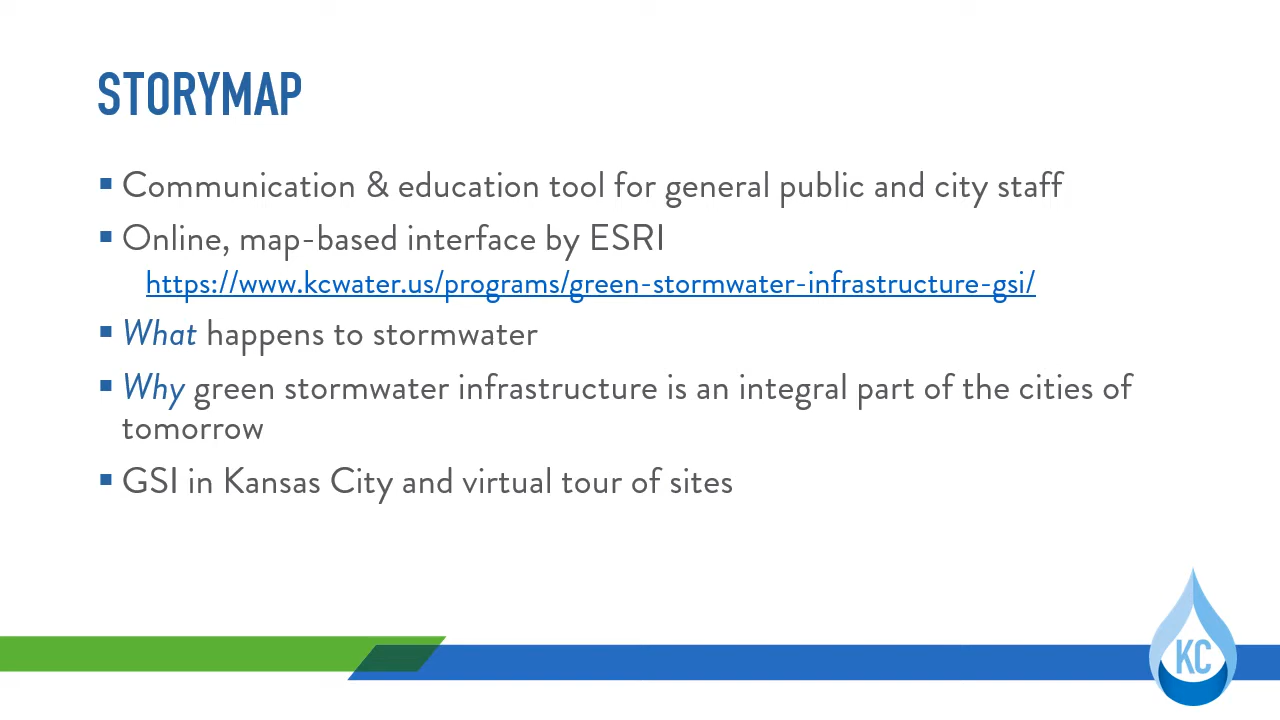 STORYMAP
▪ Communication & education tool for general public and city staff
▪ Online, map-based interface by ESRI
https://www.kcwater.us/programs/green-stormwater-infrastructure-gsi/
▪ What happens to stormwater
▪ Why green stormwater infrastructure is an integral part of the cities of
tomorrow
▪ GSI in Kansas City and virtual tour of sites
KC